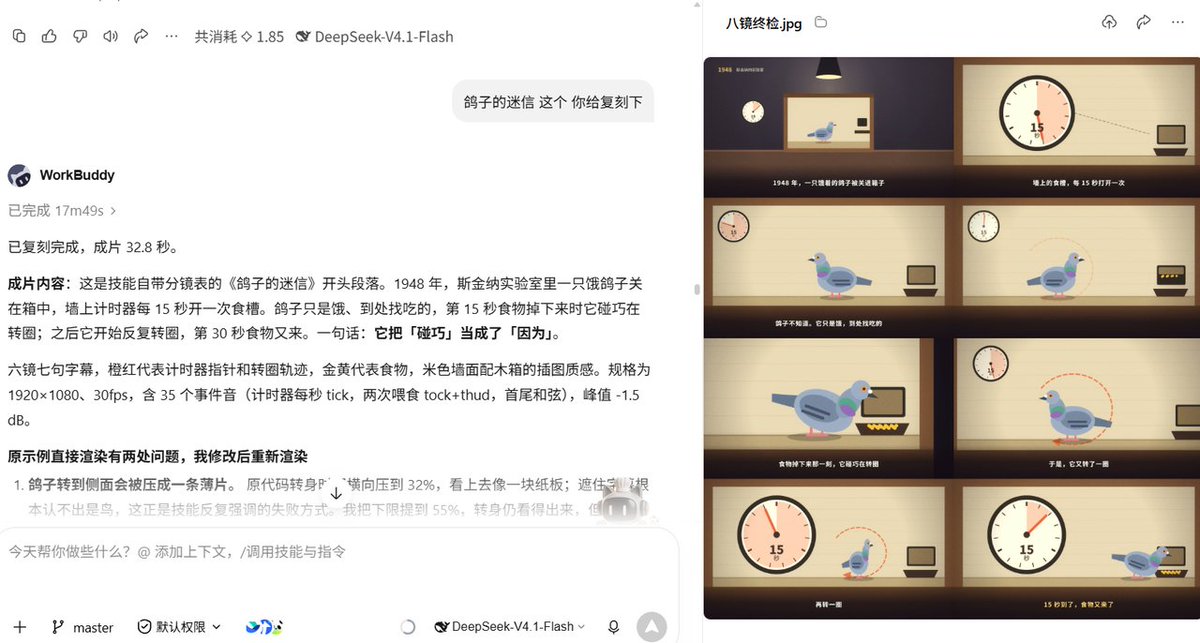 共消耗 1.85 DeepSeek-V4.1-Flash
鸽子的迷信 这个 你给复刻下
WorkBuddy
已完成 17m49s >
已复刻完成，成片 32.8 秒。
成片内容：这是技能自带分镜表的《鸽子的迷信》开头段落。1948 年，斯金纳实验室里一只饿鸽子关
在箱中，墙上计时器每 15 秒开一次食槽。鸽子只是饿、到处找吃的，第 15 秒食物掉下来时它碰巧在
转圈；之后它开始反复转圈，第 30 秒食物又来。一句话：它把「碰巧」当成了「因为」。
六镜七句字幕，橙红代表计时器指针和转圈轨迹，金黄代表食物，米色墙面配木箱的插图质感。规格为
1920×1080、30fps，含 35 个事件音（计时器每秒 tick，两次喂食 tock+thud，首尾和弦），峰值 -1.5
dB。
原示例直接渲染有两处问题，我修改后重新渲染
1. 鸽子转到侧面会被压成一条薄片。 原代码转身时 横向压到 32%，看上去像一块纸板；遮住 根
本认不出是鸟，这正是技能反复强调的失败方式。我把下限提到 55%，转身仍看得出来，但
今天帮你做些什么？@ 添加上下文，/调用技能与指令
master
默认权限
DeepSeek-V4.1-Flash
八镜终检.jpg
1948
15
秒
1948 年，一只饿着的鸽子被关进箱子
墙上的食槽，每 15 秒打开一次
15
15
鸽子不知道。它只是饿，到处找吃的
食物掉下来那一刻，它碰巧在转圈
15
于是，它又转了一圈
15
秒
15
秒
再转一圈
15 秒到了，食物又来了